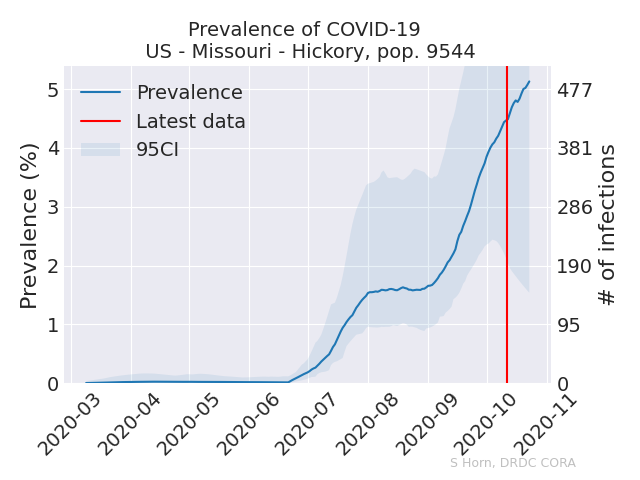 Prevalence of COVID-19
US - Missouri - Hickory, pop. 9544
Prevalence
Latest data
95CI
Prevalence (%)
5
4
3
2
1
0
477
381
286
190
95
0
# of infections
2020-03
2020-04
2020-05
2020-06
2020-07
2020-08
2020-09
2020-10
2020-11
S Horn, DRDC CORA